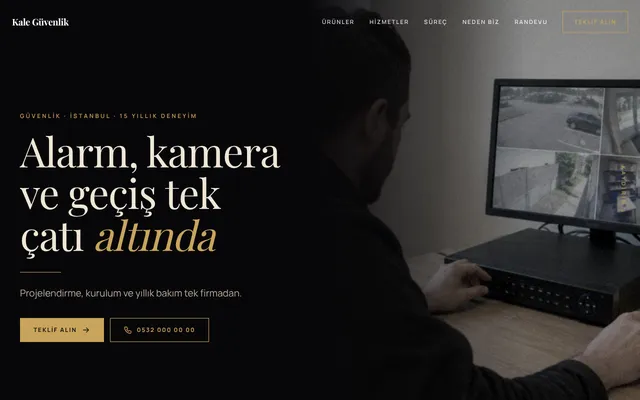 Kale Güvenlik
ÜRÜNLER
HİZMETLER
SÜREÇ
NEDEN BİZ
RANDEVU
TEKLİF ALIN
GÜVENLİK · İSTANBUL · 15 YILLIK DENEYİM
Alarm, kamera
ve geçiş tek
çatı altında
Projelendirme, kurulum ve yıllık bakım tek firmadan.
TEKLİF ALIN →
0532 000 00 00